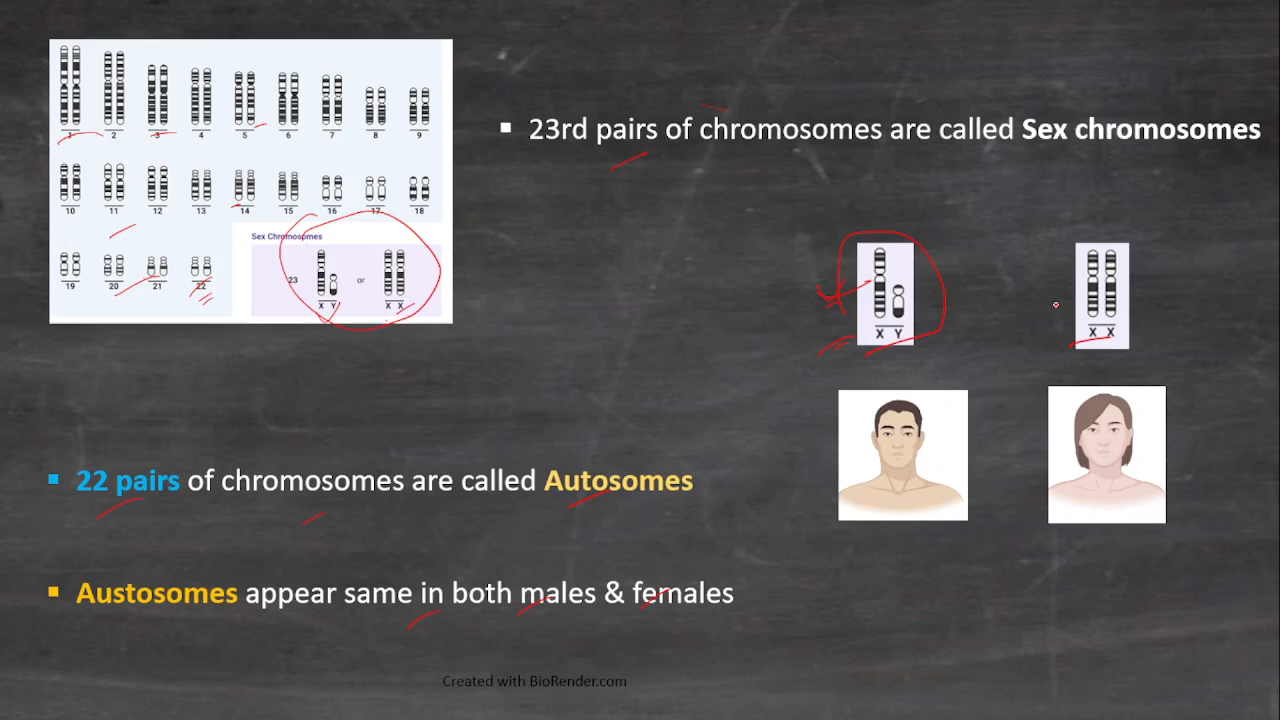 1 2 3 4 5 6 7 8 9
10 11 12 13 14 15 16 17 18
Sex Chromosomes
19 20 21 22 23 or
X Y X X
▪ 23rd pairs of chromosomes are called Sex chromosomes
X Y
X X
▪ 22 pairs of chromosomes are called Autosomes
▪ Austosomes appear same in both males & females
Created with BioRender.com